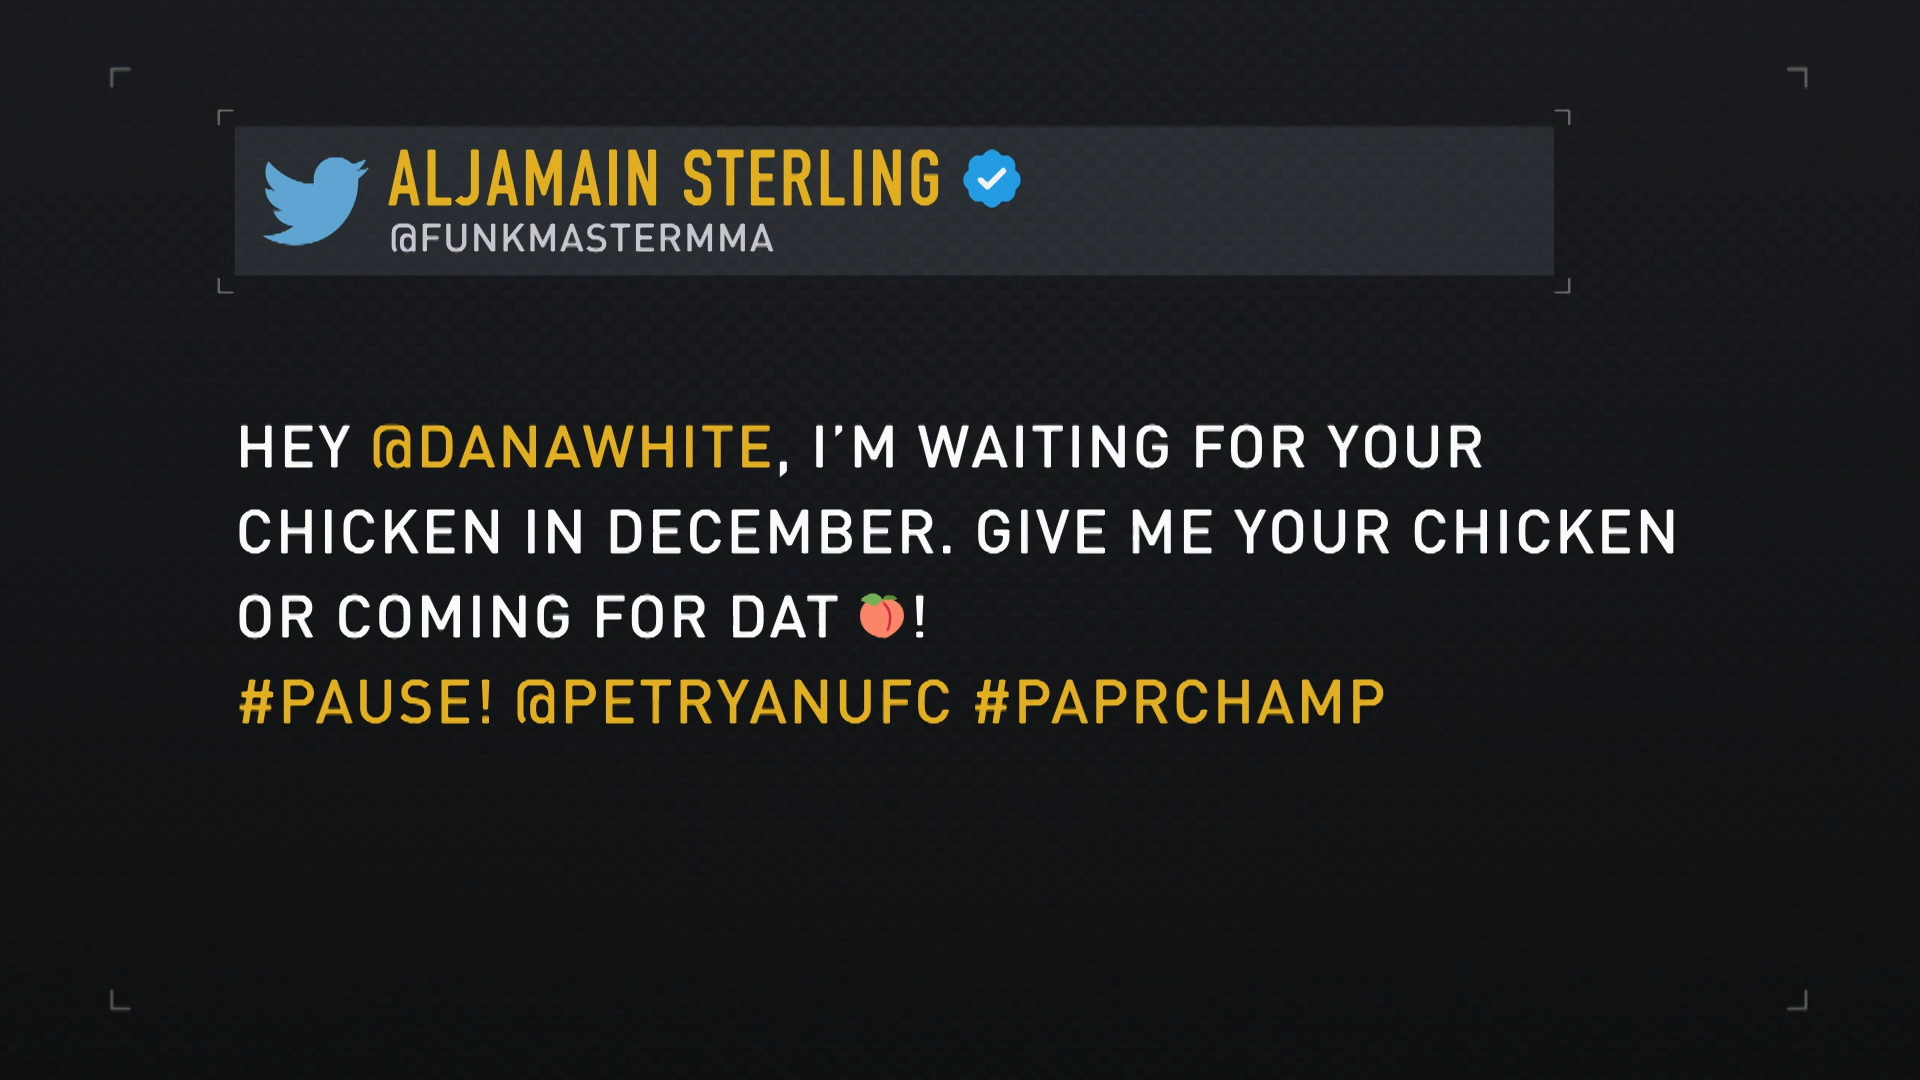 ALJAMAIN STERLING
@FUNKMASTERMMA
HEY @DANAWHITE, I'M WAITING FOR YOUR
CHICKEN IN DECEMBER. GIVE ME YOUR CHICKEN
OR COMING FOR DAT 🍑!
#PAUSE! @PETRYANUFC #PAPRCHAMP